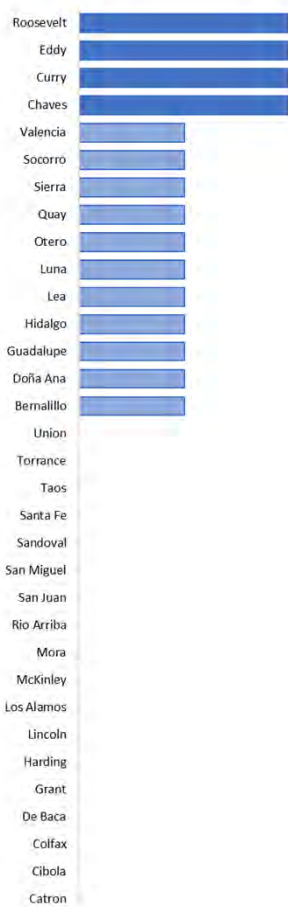 Roosevelt
Eddy
Curry
Chaves
Valencia
Socorro
Sierra
Quay
Otero
Luna
Lea
Hidalgo
Guadalupe
Doña Ana
Bernalillo
Union
Torrance
Taos
Santa Fe
Sandoval
San Miguel
San Juan
Rio Arriba
Mora
McKinley
Los Alamos
Lincoln
Harding
Grant
De Baca
Colfax
Cibola
Catron